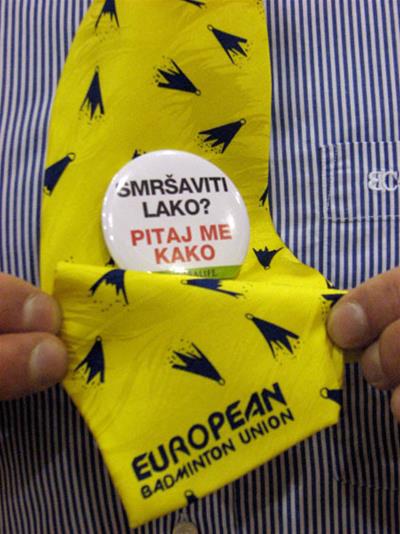 SMRŠAVITI
LAKO?
PITAJ ME
KAKO
EUROPEAN
BADMINTON UNION